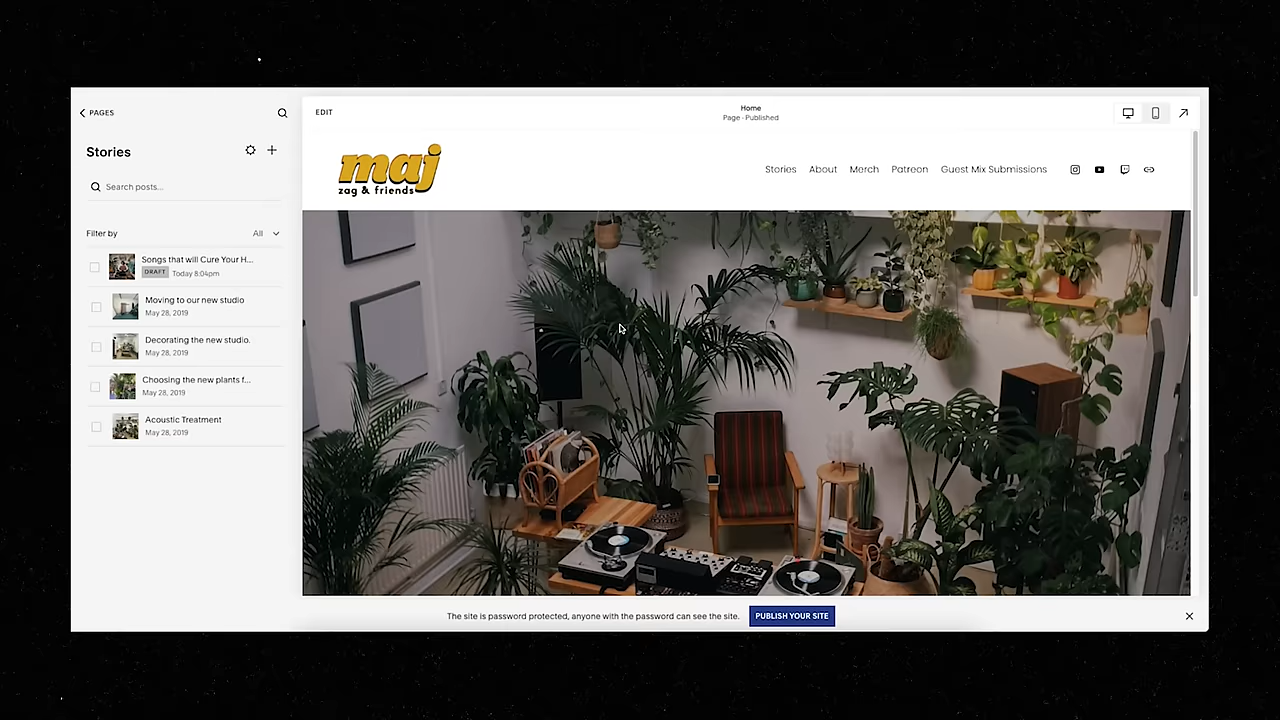 PAGES
Stories
Search posts...
Filter by
All
Songs that will Cure Your H...
DRAFT Today 8:04pm
Moving to our new studio
May 28, 2019
Decorating the new studio.
May 28, 2019
Choosing the new plants f...
May 28, 2019
Acoustic Treatment
May 28, 2019
EDIT
Home
Page · Published
maj
zag & friends
Stories About Merch Patreon Guest Mix Submissions
The site is password protected, anyone with the password can see the site. PUBLISH YOUR SITE